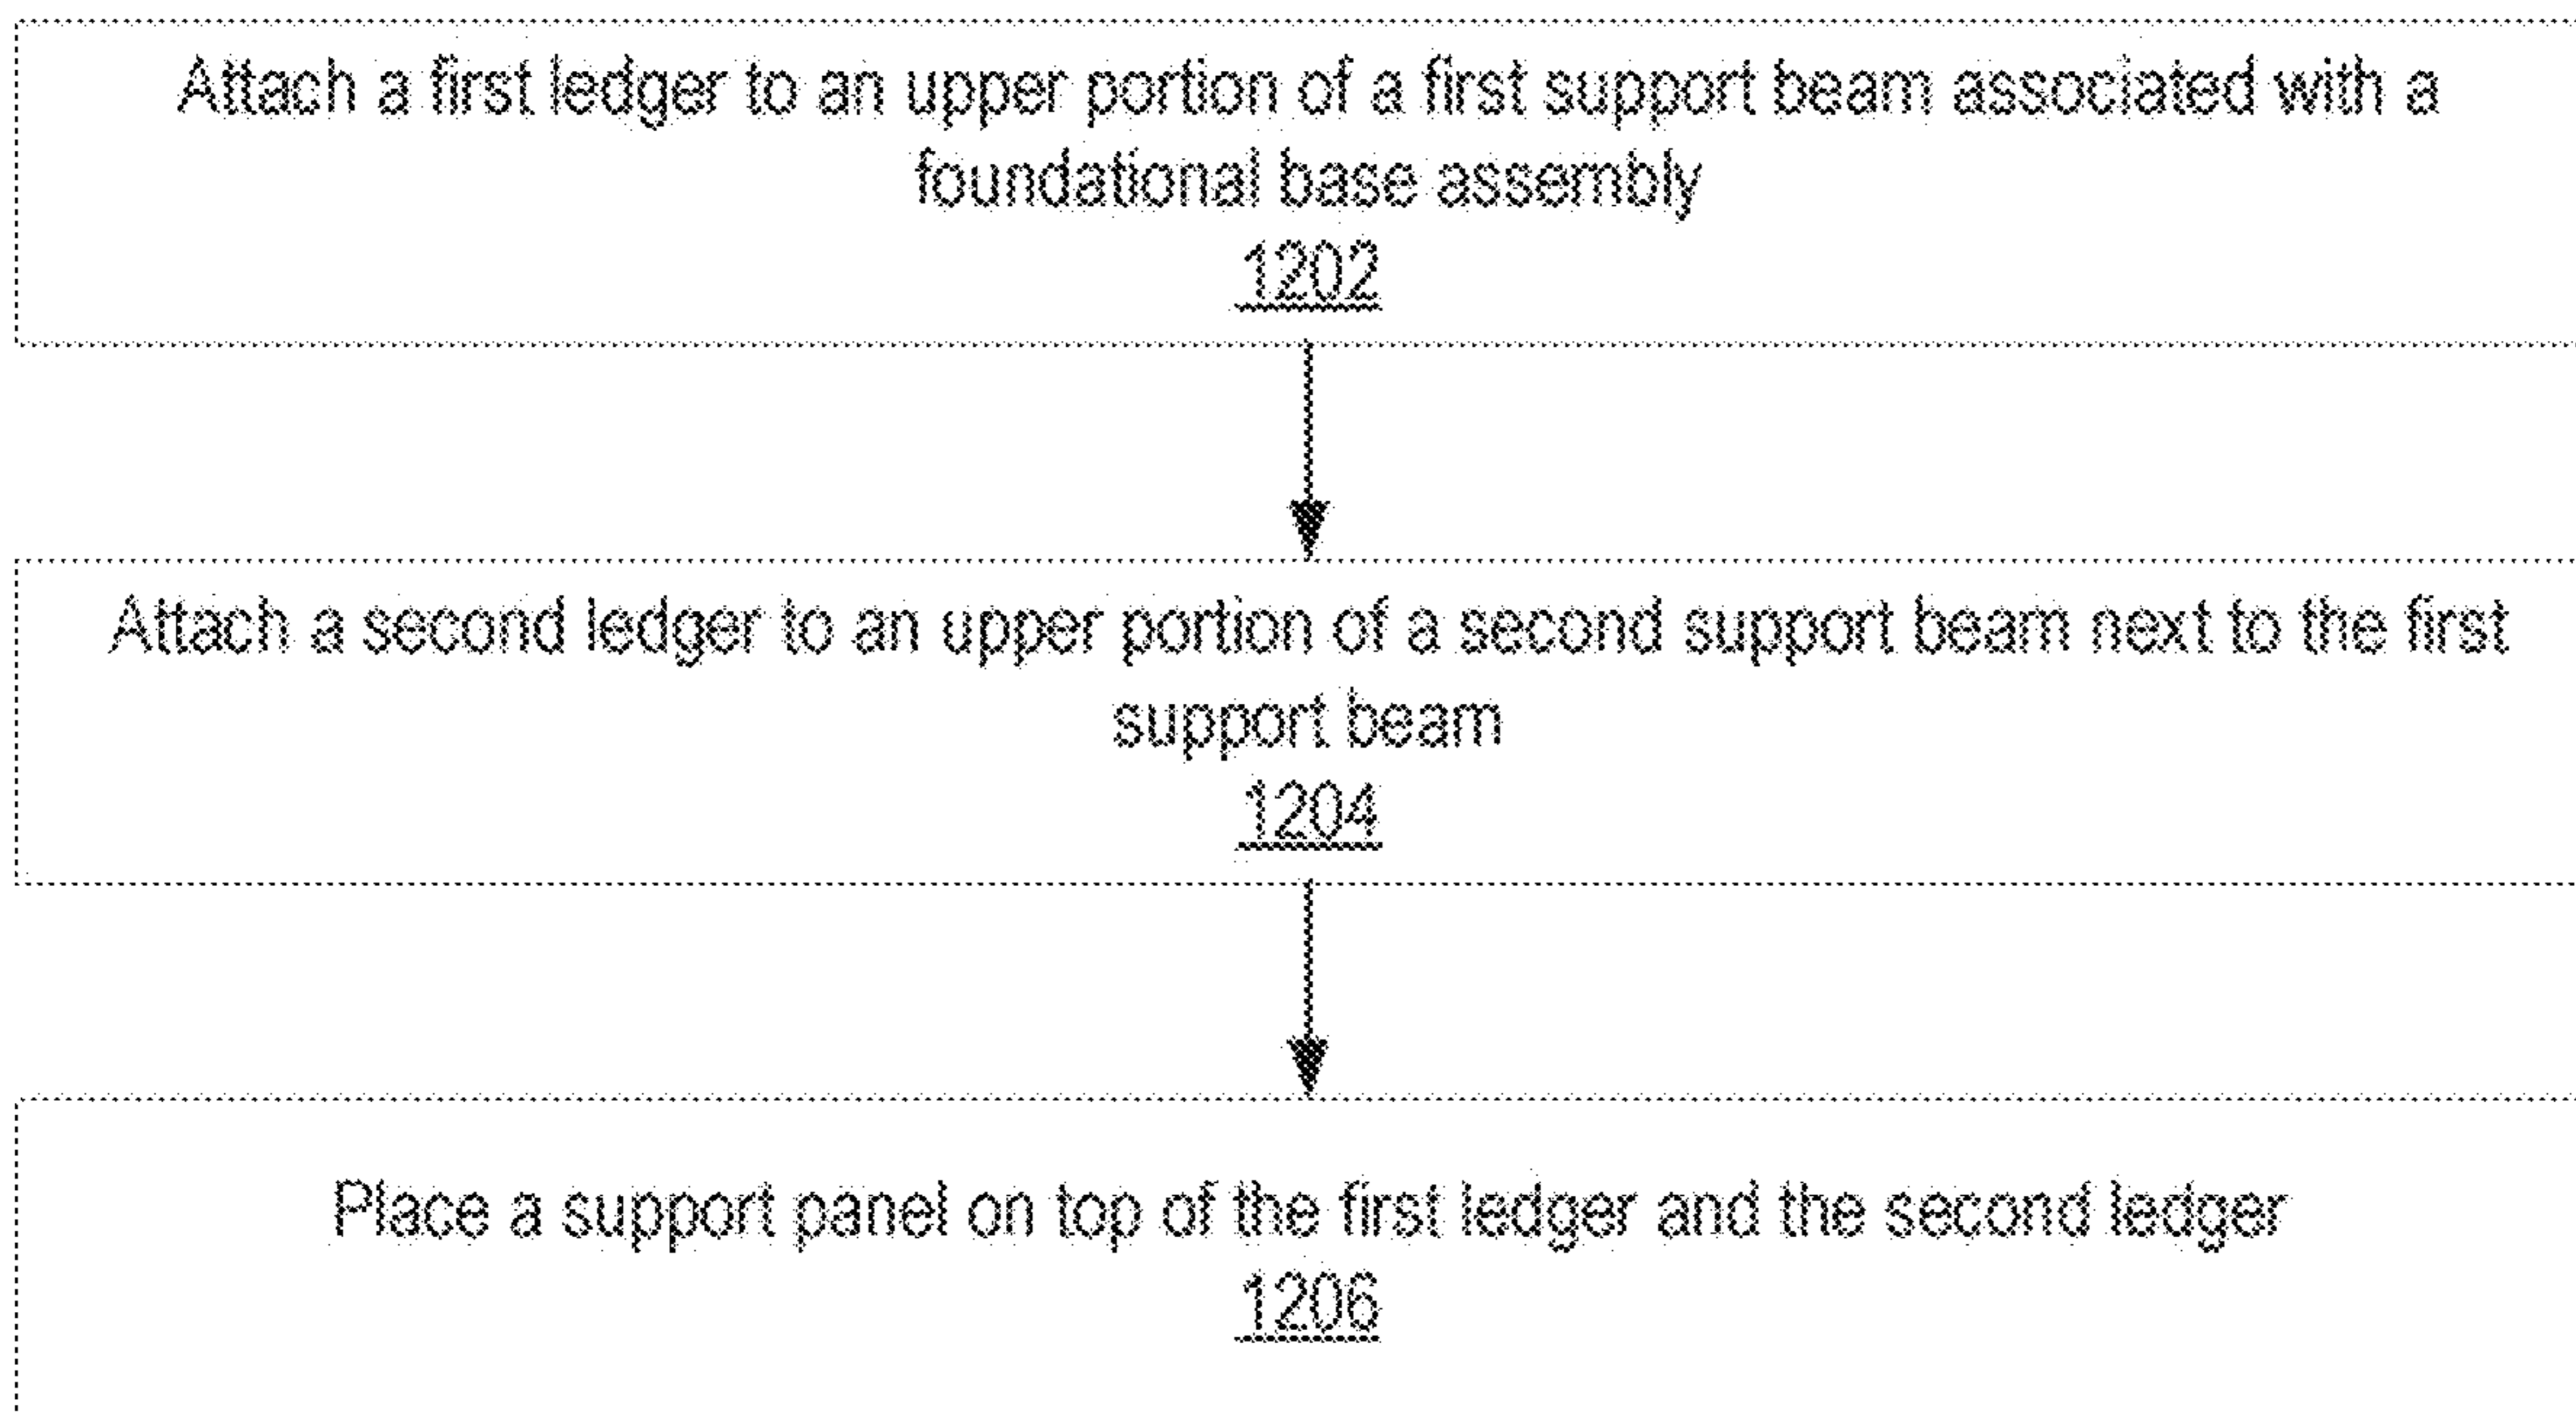 Attach a first ledger to an upper portion of a first support beam associated with a
foundational base assembly
1202
Attach a second ledger to an upper portion of a second support beam next to the first
support beam
1204
Place a support panel on top of the first ledger and the second ledger
1206